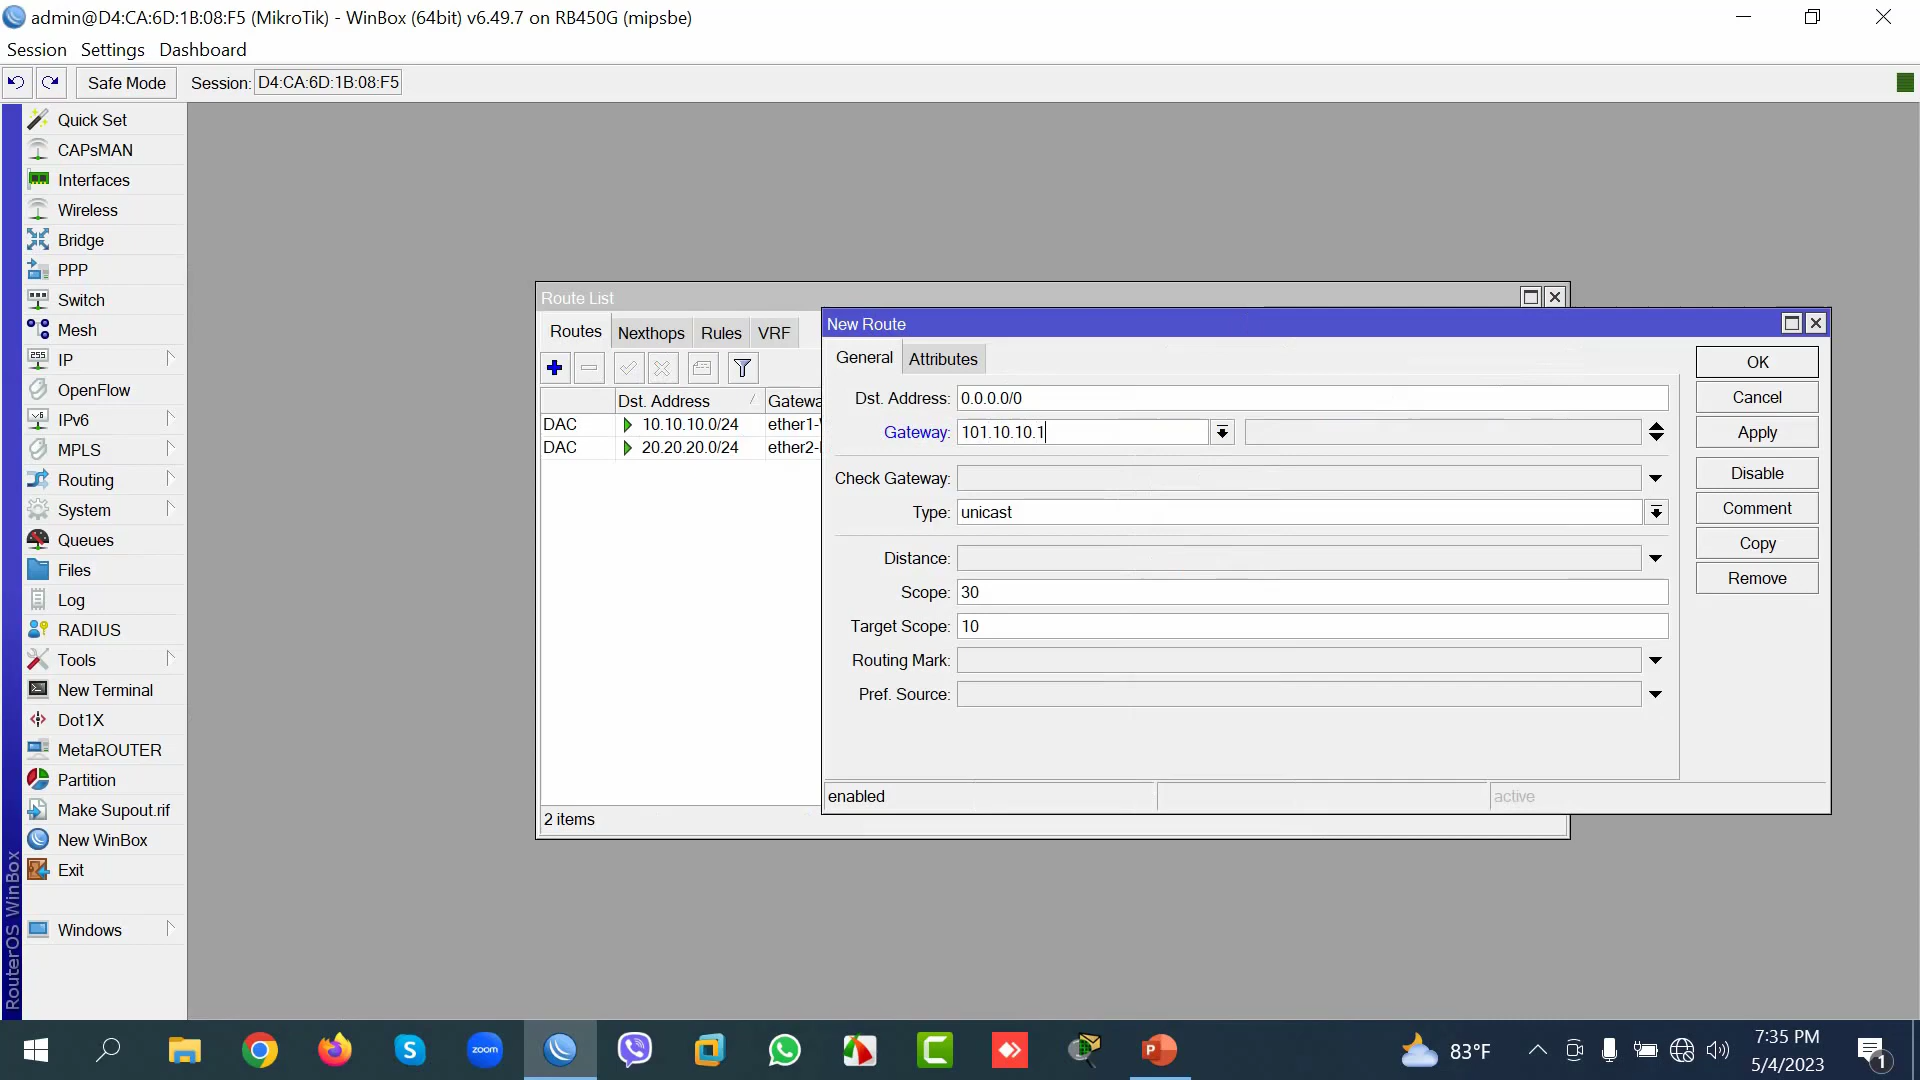 admin@D4:CA:6D:1B:08:F5 (MikroTik) - WinBox (64bit) v6.49.7 on RB450G (mipsbe)
Session Settings Dashboard
Safe Mode Session: D4:CA:6D:1B:08:F5
Quick Set
CAPsMAN
Interfaces
Wireless
Bridge
PPP
Switch
Mesh
IP
OpenFlow
IPv6
MPLS
Routing
System
Queues
Files
Log
RADIUS
Tools
New Terminal
Dot1X
MetaROUTER
Partition
Make Supout.rif
New WinBox
Exit
Windows
RouterOS WinBox
Route List
Routes Nexthops Rules VRF
Dst. Address
DAC 10.10.10.0/24
DAC 20.20.20.0/24
2 items
New Route
General Attributes
Dst. Address: 0.0.0.0/0
Gateway: 101.10.10.1
Check Gateway:
Type: unicast
Distance:
Scope: 30
Target Scope: 10
Routing Mark:
Pref. Source:
enabled active
OK
Cancel
Apply
Disable
Comment
Copy
Remove
zoom
83°F
7:35 PM
5/4/2023
1